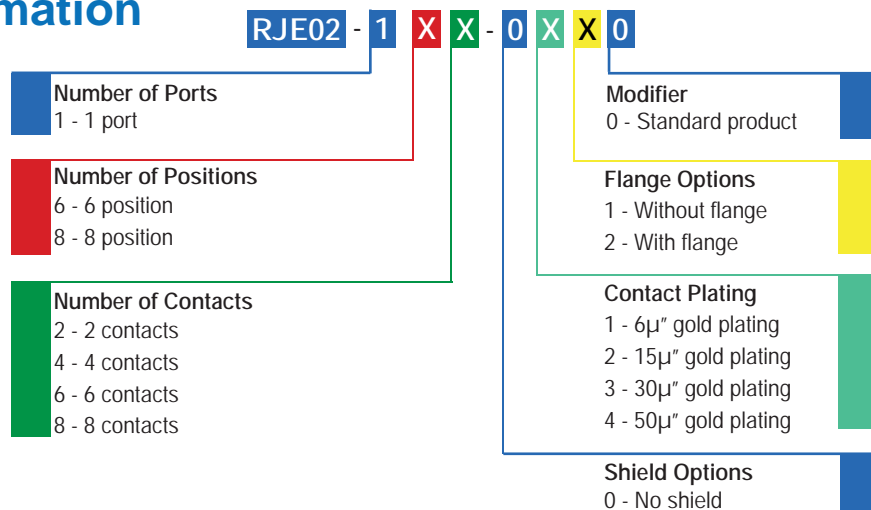 mation
RJE02 - 1 X X - 0 X X 0
Number of Ports
1 - 1 port
Number of Positions
6 - 6 position
8 - 8 position
Number of Contacts
2 - 2 contacts
4 - 4 contacts
6 - 6 contacts
8 - 8 contacts
Modifier
0 - Standard product
Flange Options
1 - Without flange
2 - With flange
Contact Plating
1 - 6µ" gold plating
2 - 15µ" gold plating
3 - 30µ" gold plating
4 - 50µ" gold plating
Shield Options
0 - No shield